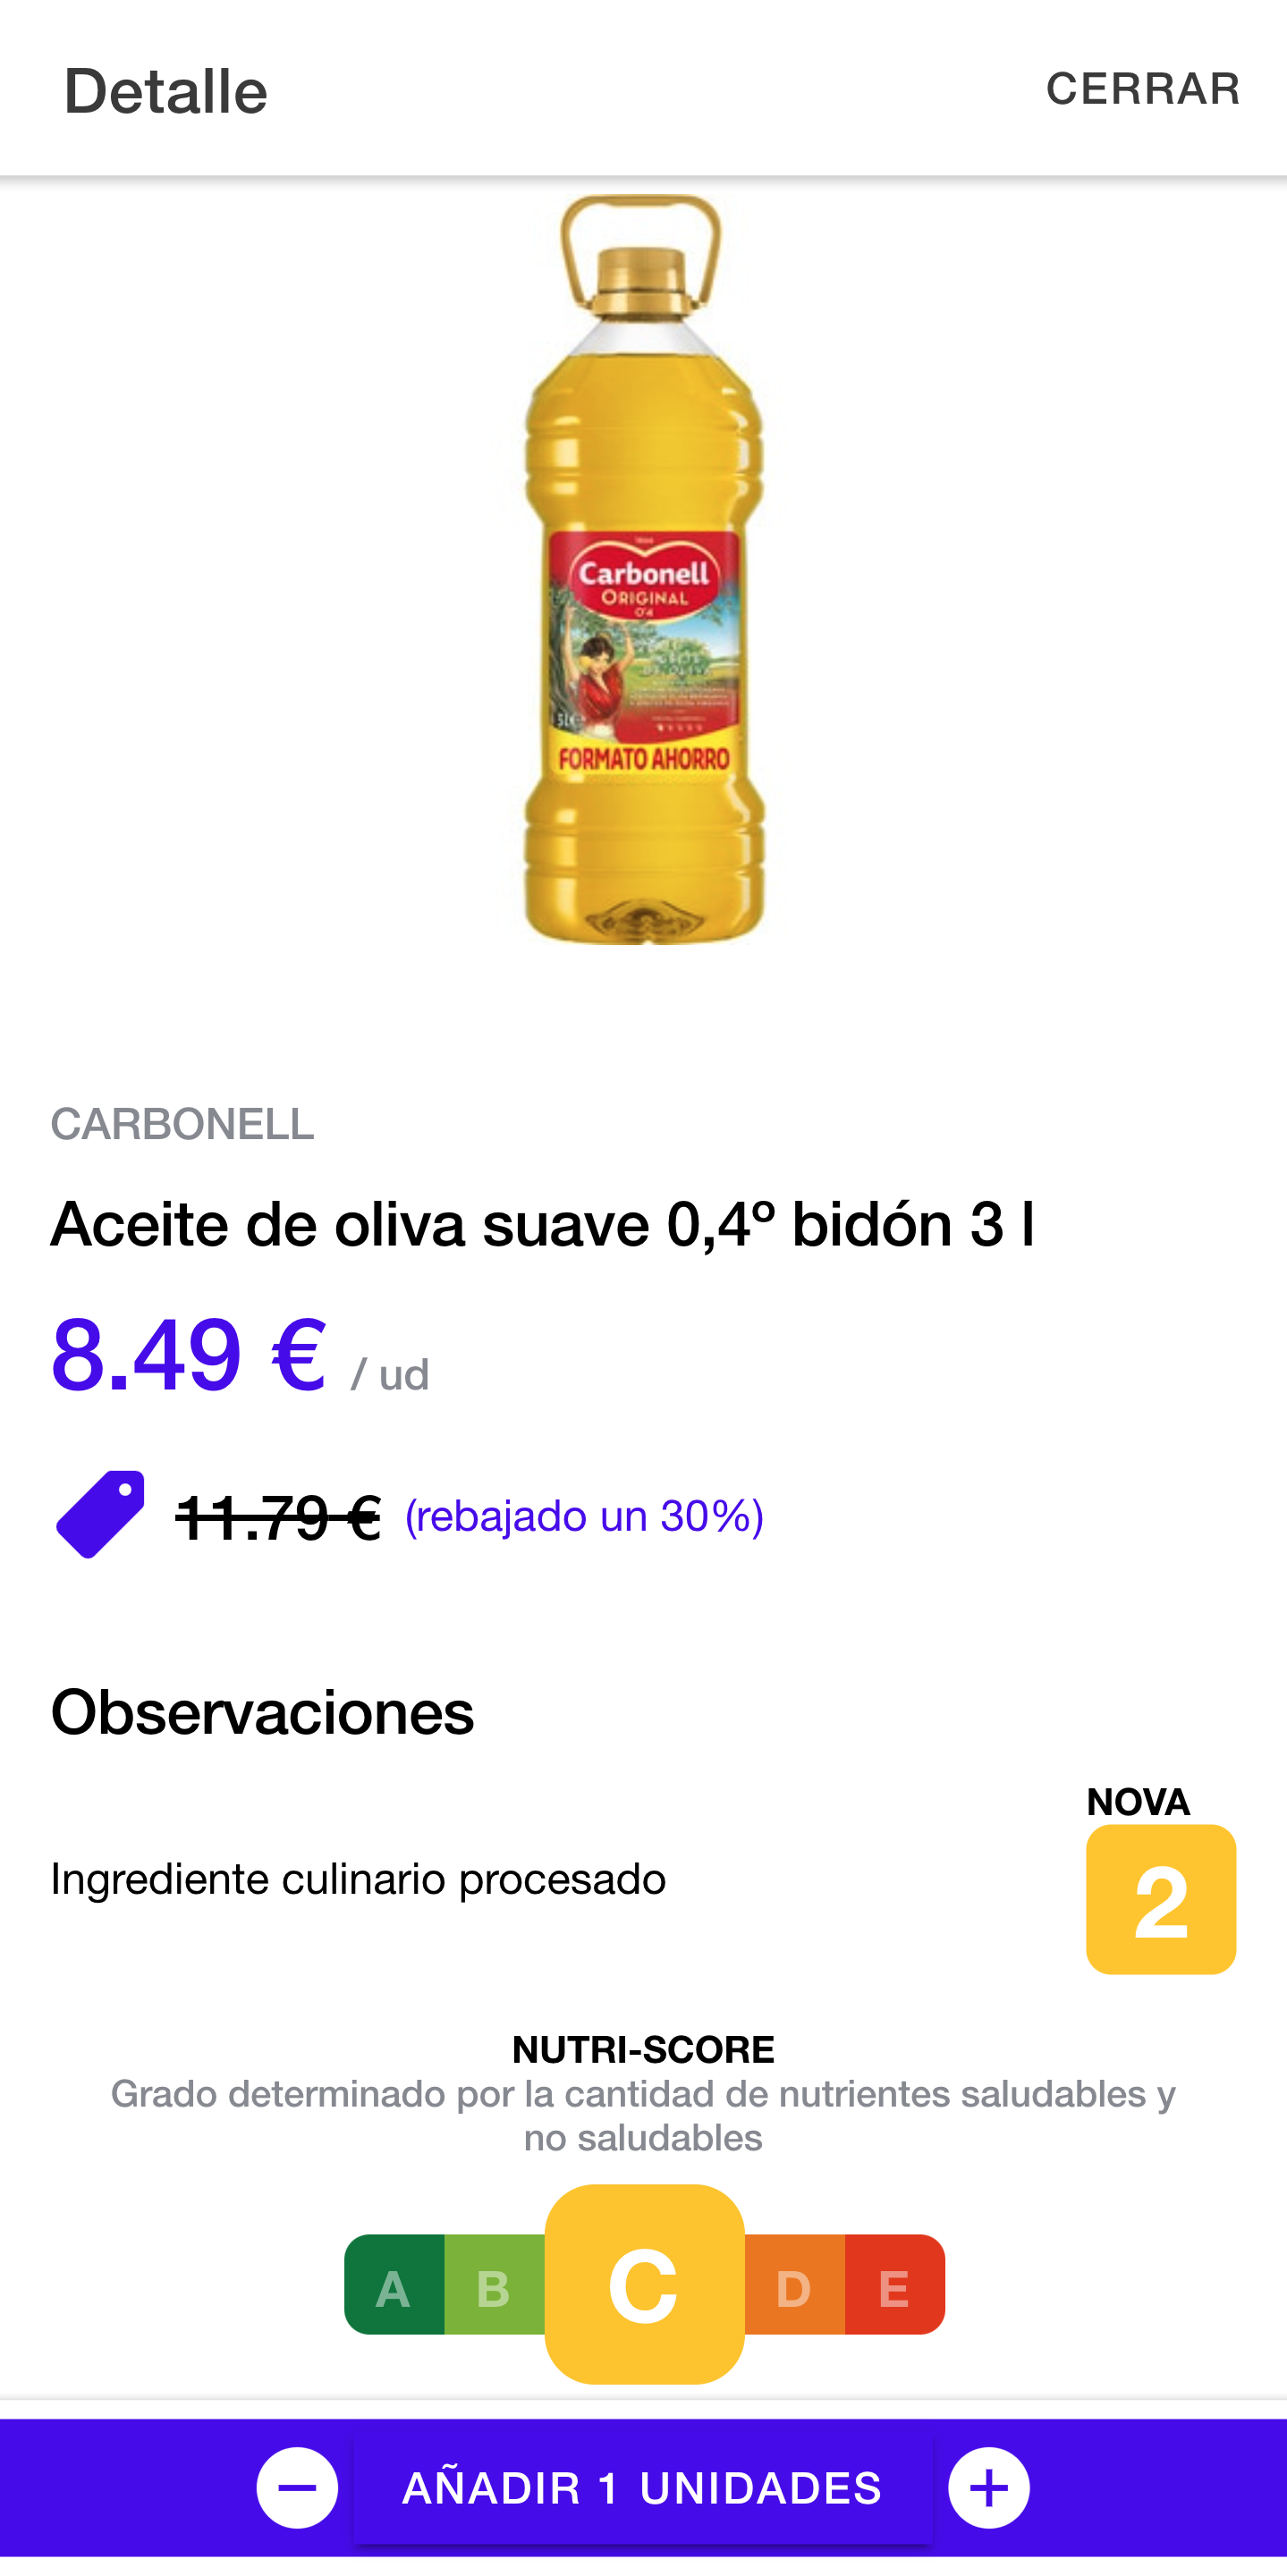 Detalle
CERRAR
Carbonell
ORIGINAL
0'4
FORMATO AHORRO
CARBONELL
Aceite de oliva suave 0,4º bidón 3 l
8.49 € / ud
11.79 € (rebajado un 30%)
Observaciones
NOVA
Ingrediente culinario procesado
2
NUTRI-SCORE
Grado determinado por la cantidad de nutrientes saludables y
no saludables
A B C D E
AÑADIR 1 UNIDADES